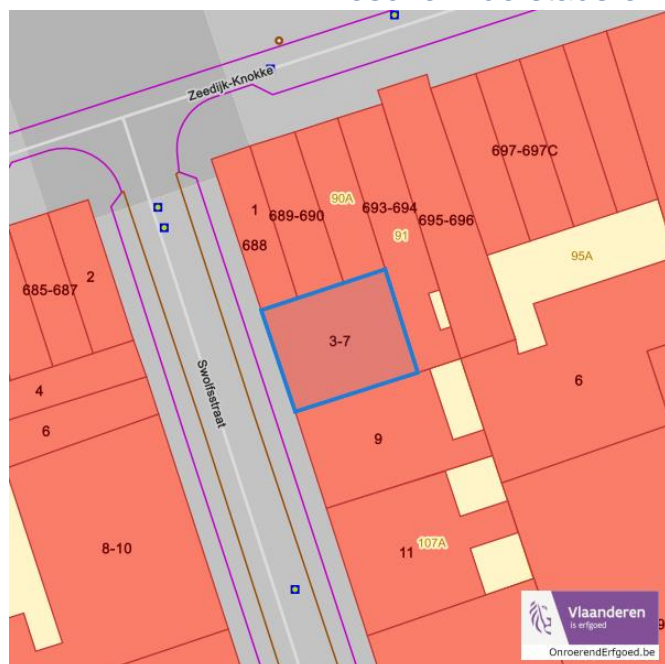 Zeedijk-Knokke
697-697C
1
90A
693-694
689-690
695-696
91
688
95A
2
685-687
3-7
4
6
6
Swolfsstraat
9
8-10
11
107A
Vlaanderen
is erfgoed
OnroerendErfgoed.be